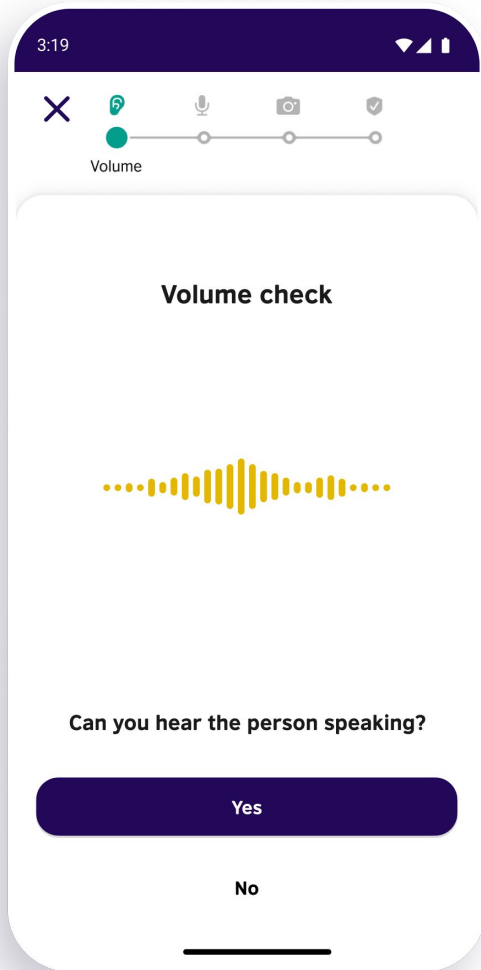 3:19
Volume
Volume check
Can you hear the person speaking?
Yes
No